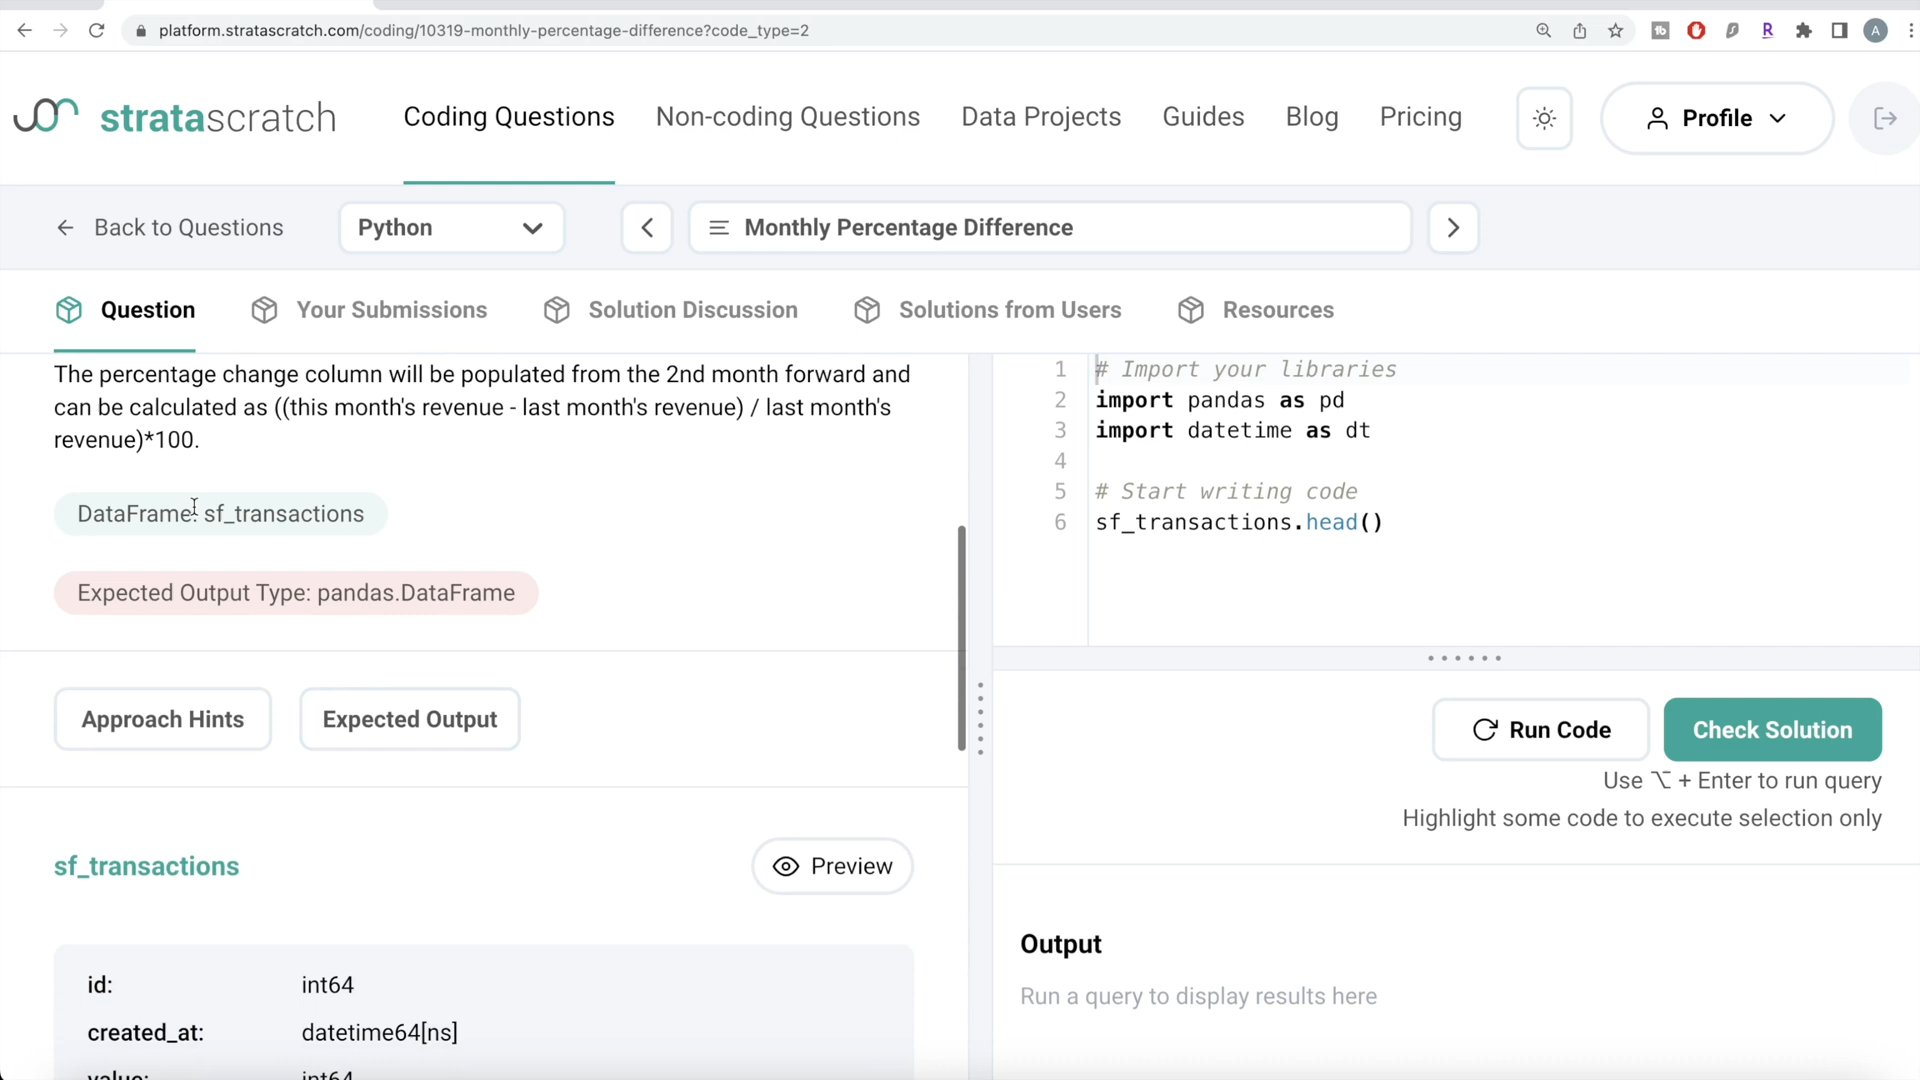 platform.stratascratch.com/coding/10319-monthly-percentage-difference?code_type=2
tb
R
A
stratascratch
Coding Questions
Non-coding Questions
Data Projects
Guides
Blog
Pricing
Profile
Back to Questions
Python
Monthly Percentage Difference
Question
Your Submissions
Solution Discussion
Solutions from Users
Resources
The percentage change column will be populated from the 2nd month forward and
can be calculated as ((this month's revenue - last month's revenue) / last month's
revenue)*100.
DataFrame: sf_transactions
Expected Output Type: pandas.DataFrame
Approach Hints
Expected Output
sf_transactions
Preview
id: int64
created_at: datetime64[ns]
value: int64
1 # Import your libraries
2 import pandas as pd
3 import datetime as dt
4
5 # Start writing code
6 sf_transactions.head()
Run Code
Check Solution
Use ⌥ + Enter to run query
Highlight some code to execute selection only
Output
Run a query to display results here